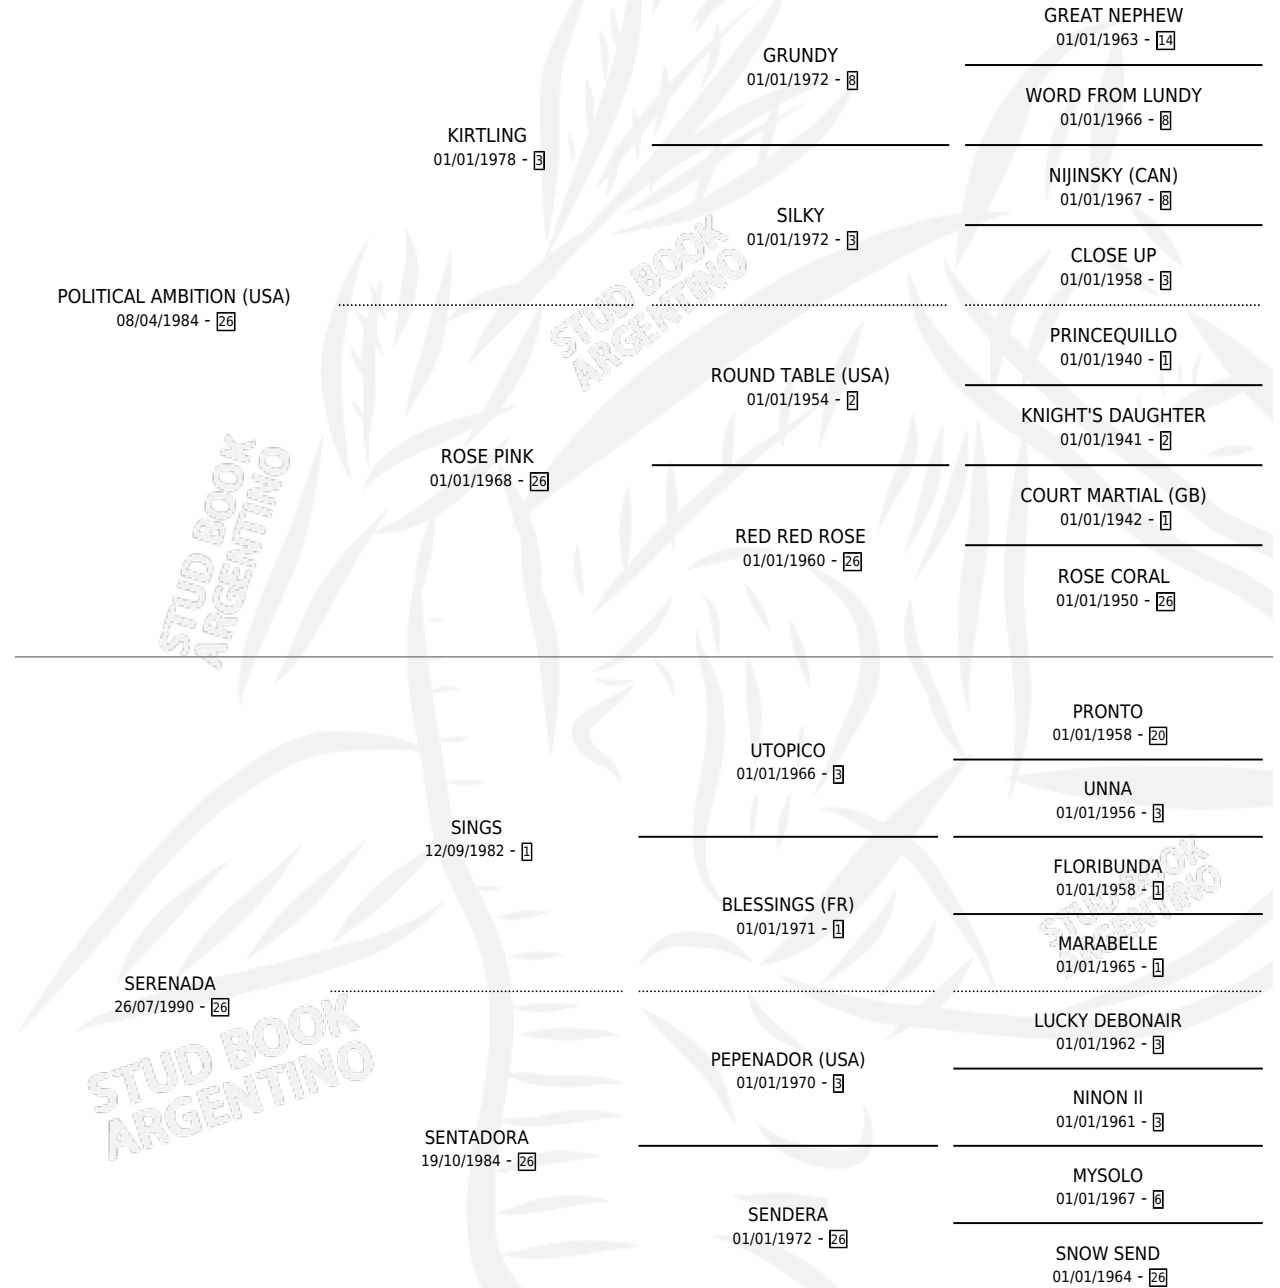 GREAT NEPHEW
01/01/1963 - 14
GRUNDY
01/01/1972 - 8
WORD FROM LUNDY
01/01/1966 - 8
KIRTLING
01/01/1978 - 3
NIJINSKY (CAN)
01/01/1967 - 8
SILKY
01/01/1972 - 3
CLOSE UP
01/01/1958 - 3
POLITICAL AMBITION (USA)
08/04/1984 - 26
PRINCEQUILLO
01/01/1940 - 1
ROUND TABLE (USA)
01/01/1954 - 2
KNIGHT'S DAUGHTER
01/01/1941 - 2
ROSE PINK
01/01/1968 - 26
COURT MARTIAL (GB)
01/01/1942 - 1
RED RED ROSE
01/01/1960 - 26
ROSE CORAL
01/01/1950 - 26
STUD BOOK
ARGENTINO
STUD BOOK
ARGENTINO
PRONTO
01/01/1958 - 20
UTOPICO
01/01/1966 - 3
UNNA
01/01/1956 - 3
SINGS
12/09/1982 - 1
FLORIBUNDA
01/01/1958 - 1
BLESSINGS (FR)
01/01/1971 - 1
MARABELLE
01/01/1965 - 1
SERENADA
26/07/1990 - 26
LUCKY DEBONAIR
01/01/1962 - 3
PEPENADOR (USA)
01/01/1970 - 3
NINON II
01/01/1961 - 3
SENTADORA
19/10/1984 - 26
MYSOLO
01/01/1967 - 6
SENDERA
01/01/1972 - 26
SNOW SEND
01/01/1964 - 26
STUD BOOK
ARGENTINO
STUD BOOK
ARGENTINO